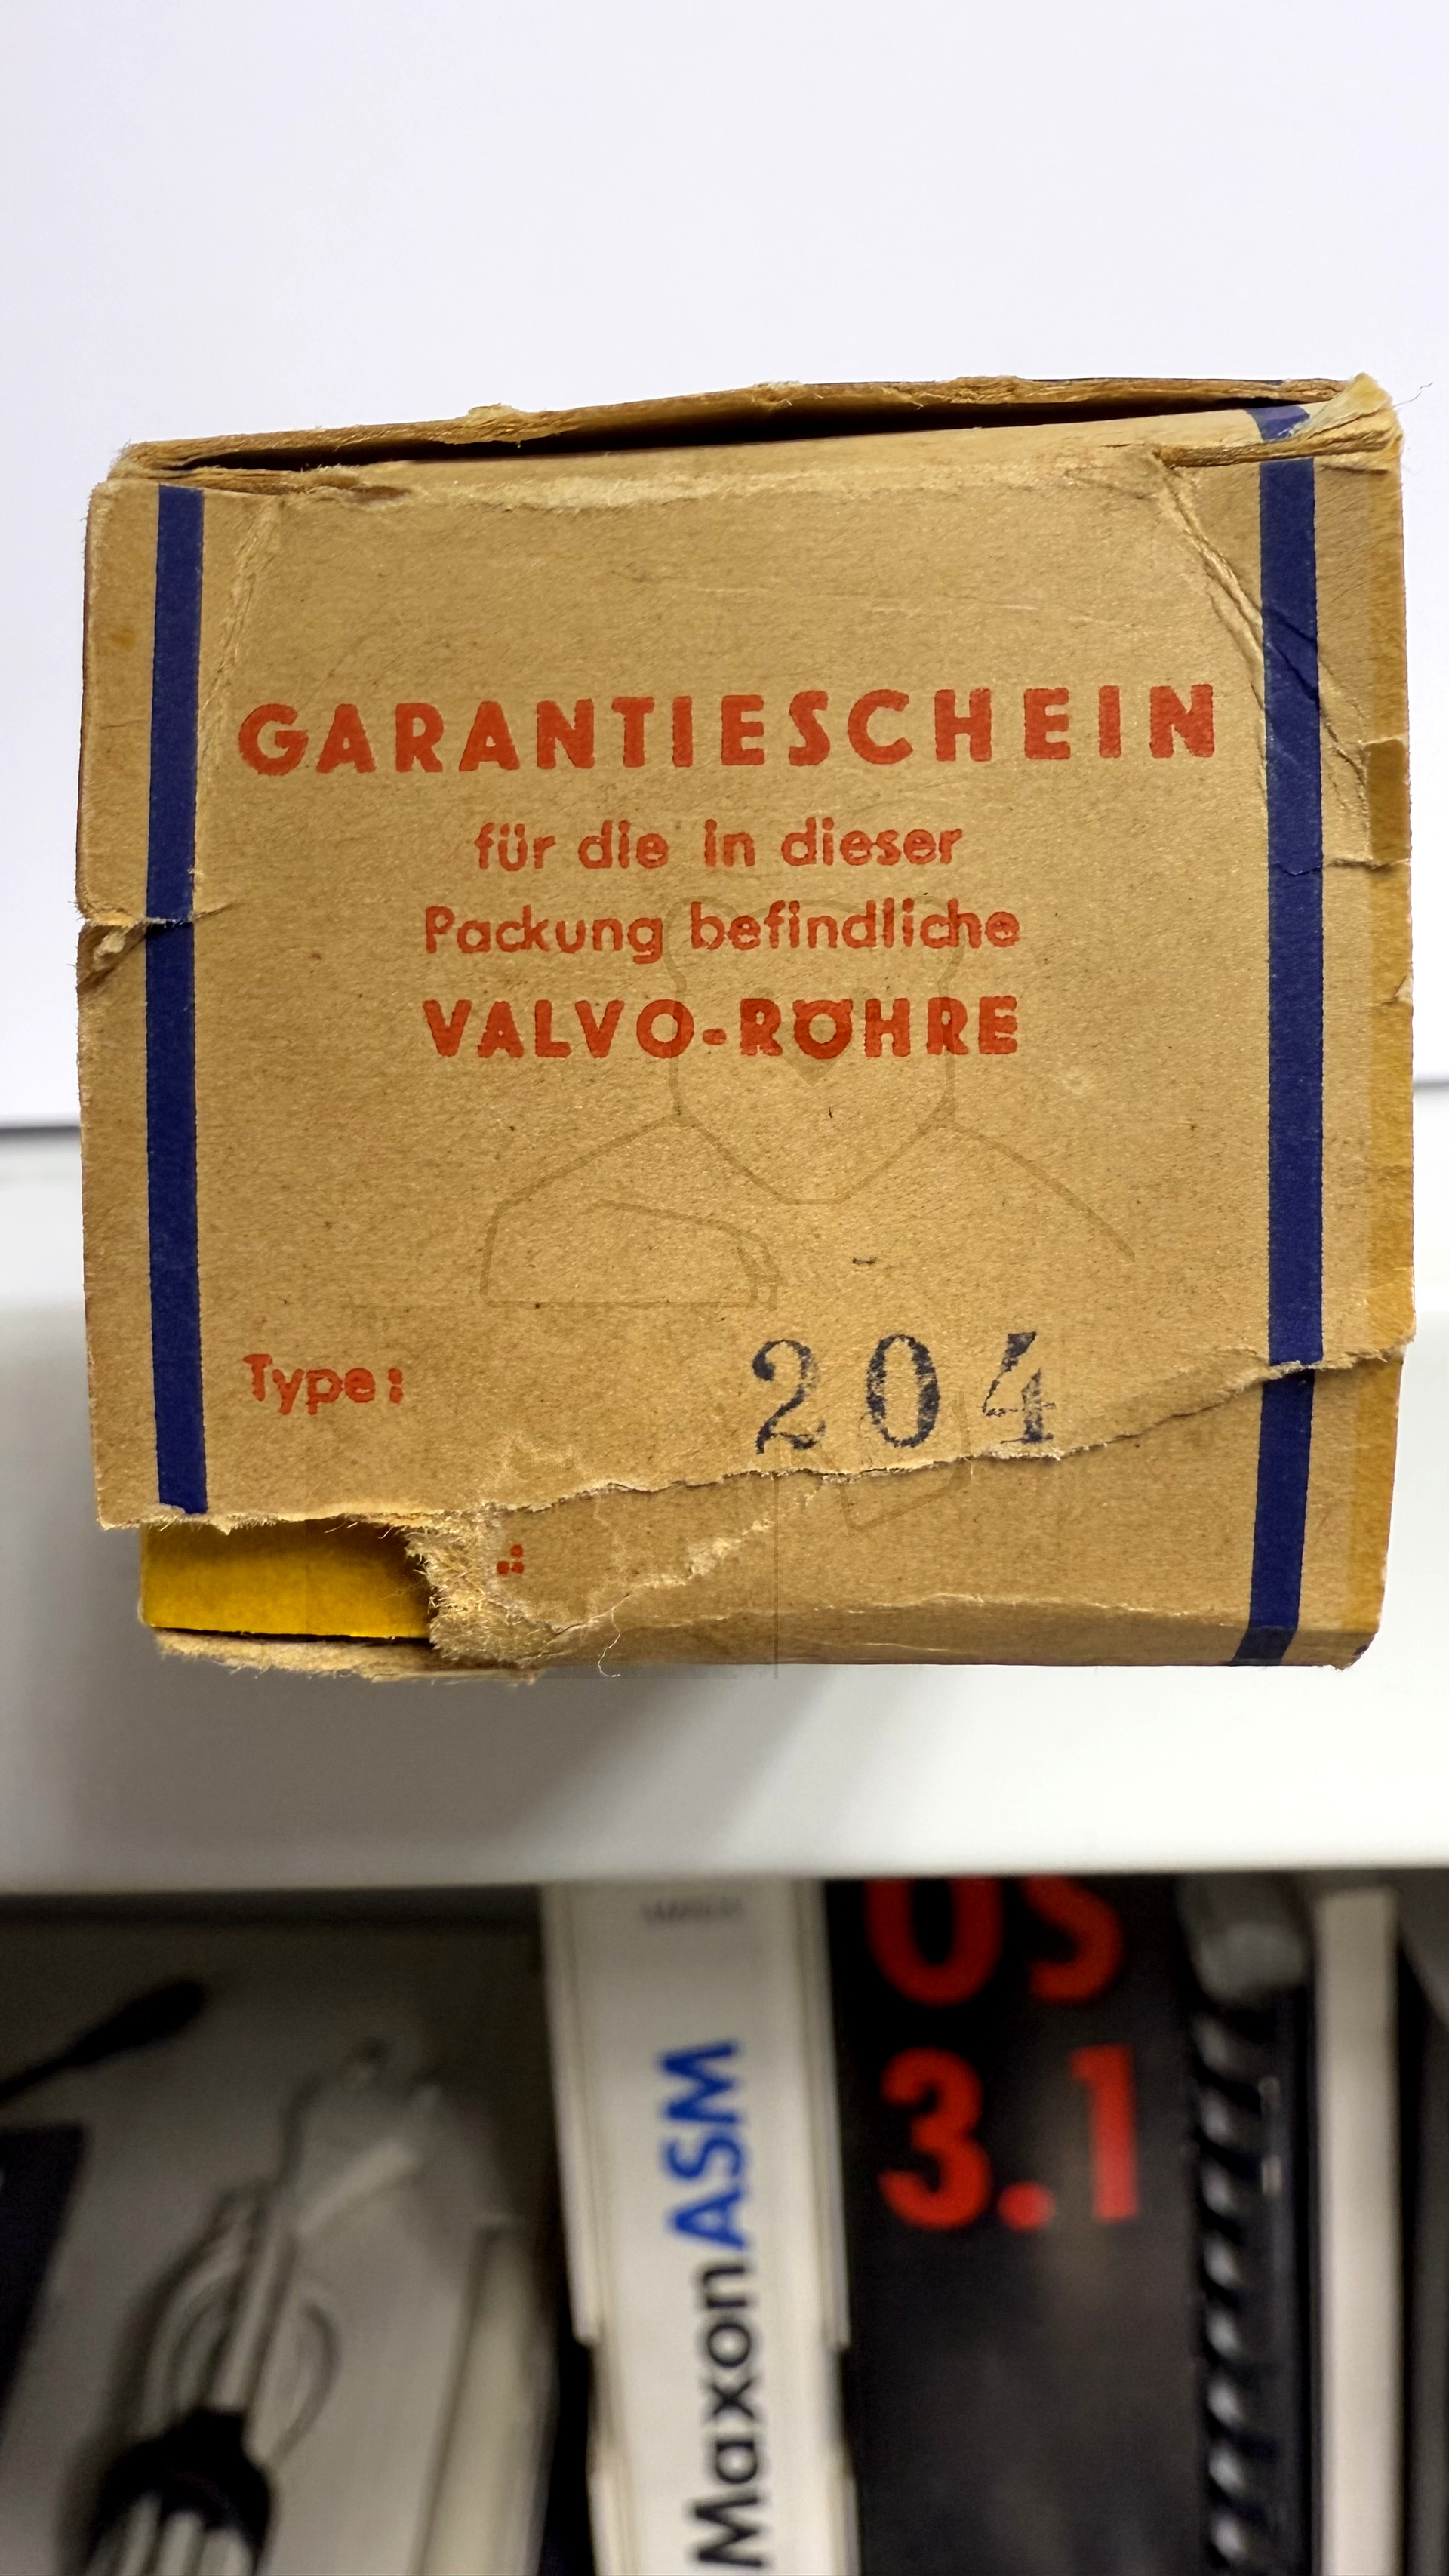 GARANTIESCHEIN
für die in dieser
Packung befindliche
VALVO-RÖHRE
Type: 204
MaxonASM
OS
3.1